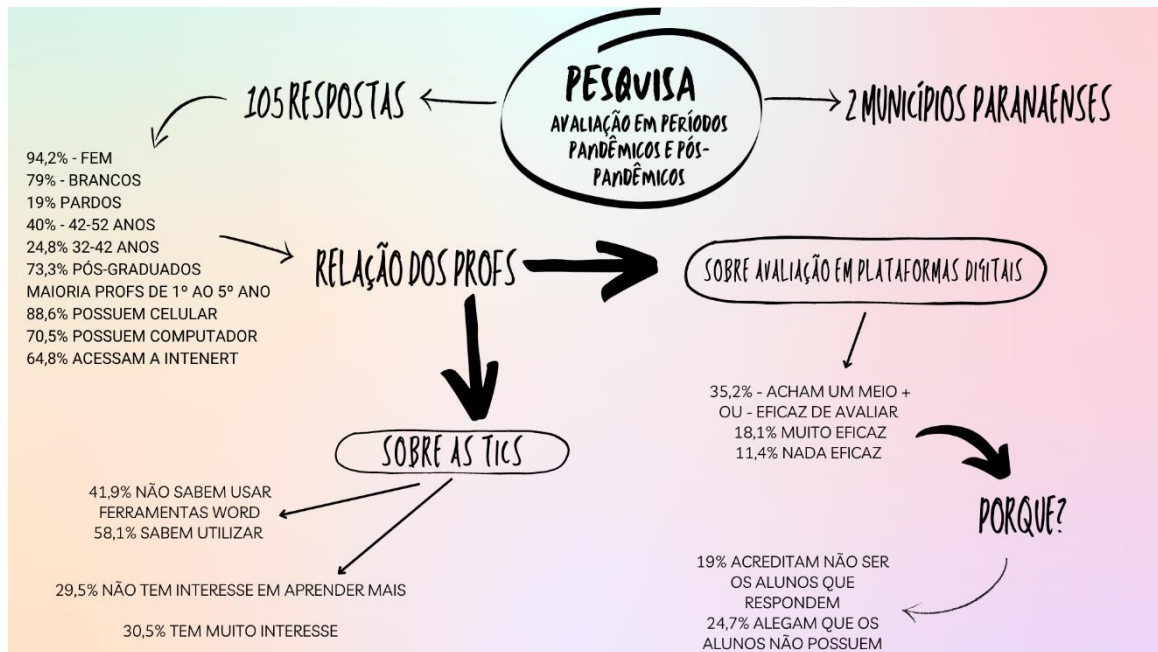 PESQUISA
AVALIAÇÃO EM PERÍODOS
PANDÊMICOS E PÓS-
PANDÊMICOS
105 RESPOSTAS
2 MUNICÍPIOS PARANAENSES
94,2% - FEM
79% - BRANCOS
19% PARDOS
40% - 42-52 ANOS
24,8% 32-42 ANOS
73,3% PÓS-GRADUADOS
MAIORIA PROFS DE 1º AO 5º ANO
88,6% POSSUEM CELULAR
70,5% POSSUEM COMPUTADOR
64,8% ACESSAM A INTENERT
RELAÇÃO DOS PROFS
SOBRE AVALIAÇÃO EM PLATAFORMAS DIGITAIS
35,2% - ACHAM UM MEIO +
OU - EFICAZ DE AVALIAR
18,1% MUITO EFICAZ
11,4% NADA EFICAZ
PORQUE?
19% ACREDITAM NÃO SER
OS ALUNOS QUE
RESPONDEM
24,7% ALEGAM QUE OS
ALUNOS NÃO POSSUEM
SOBRE AS TICS
41,9% NÃO SABEM USAR
FERRAMENTAS WORD
58,1% SABEM UTILIZAR
29,5% NÃO TEM INTERESSE EM APRENDER MAIS
30,5% TEM MUITO INTERESSE